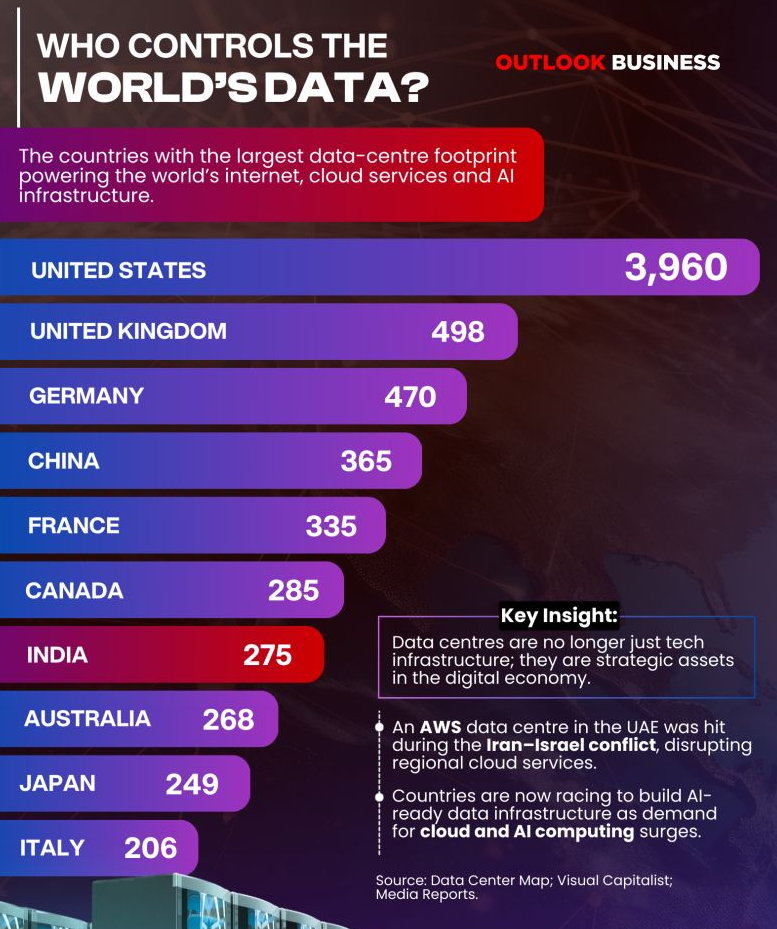 WHO CONTROLS THE
WORLD'S DATA?
OUTLOOK BUSINESS
The countries with the largest data-centre footprint
powering the world's internet, cloud services and AI
infrastructure.
UNITED STATES 3,960
UNITED KINGDOM 498
GERMANY 470
CHINA 365
FRANCE 335
CANADA 285
INDIA 275
AUSTRALIA 268
JAPAN 249
ITALY 206
Key Insight:
Data centres are no longer just tech
infrastructure; they are strategic assets
in the digital economy.
An AWS data centre in the UAE was hit
during the Iran–Israel conflict, disrupting
regional cloud services.
Countries are now racing to build AI-
ready data infrastructure as demand
for cloud and AI computing surges.
Source: Data Center Map; Visual Capitalist;
Media Reports.